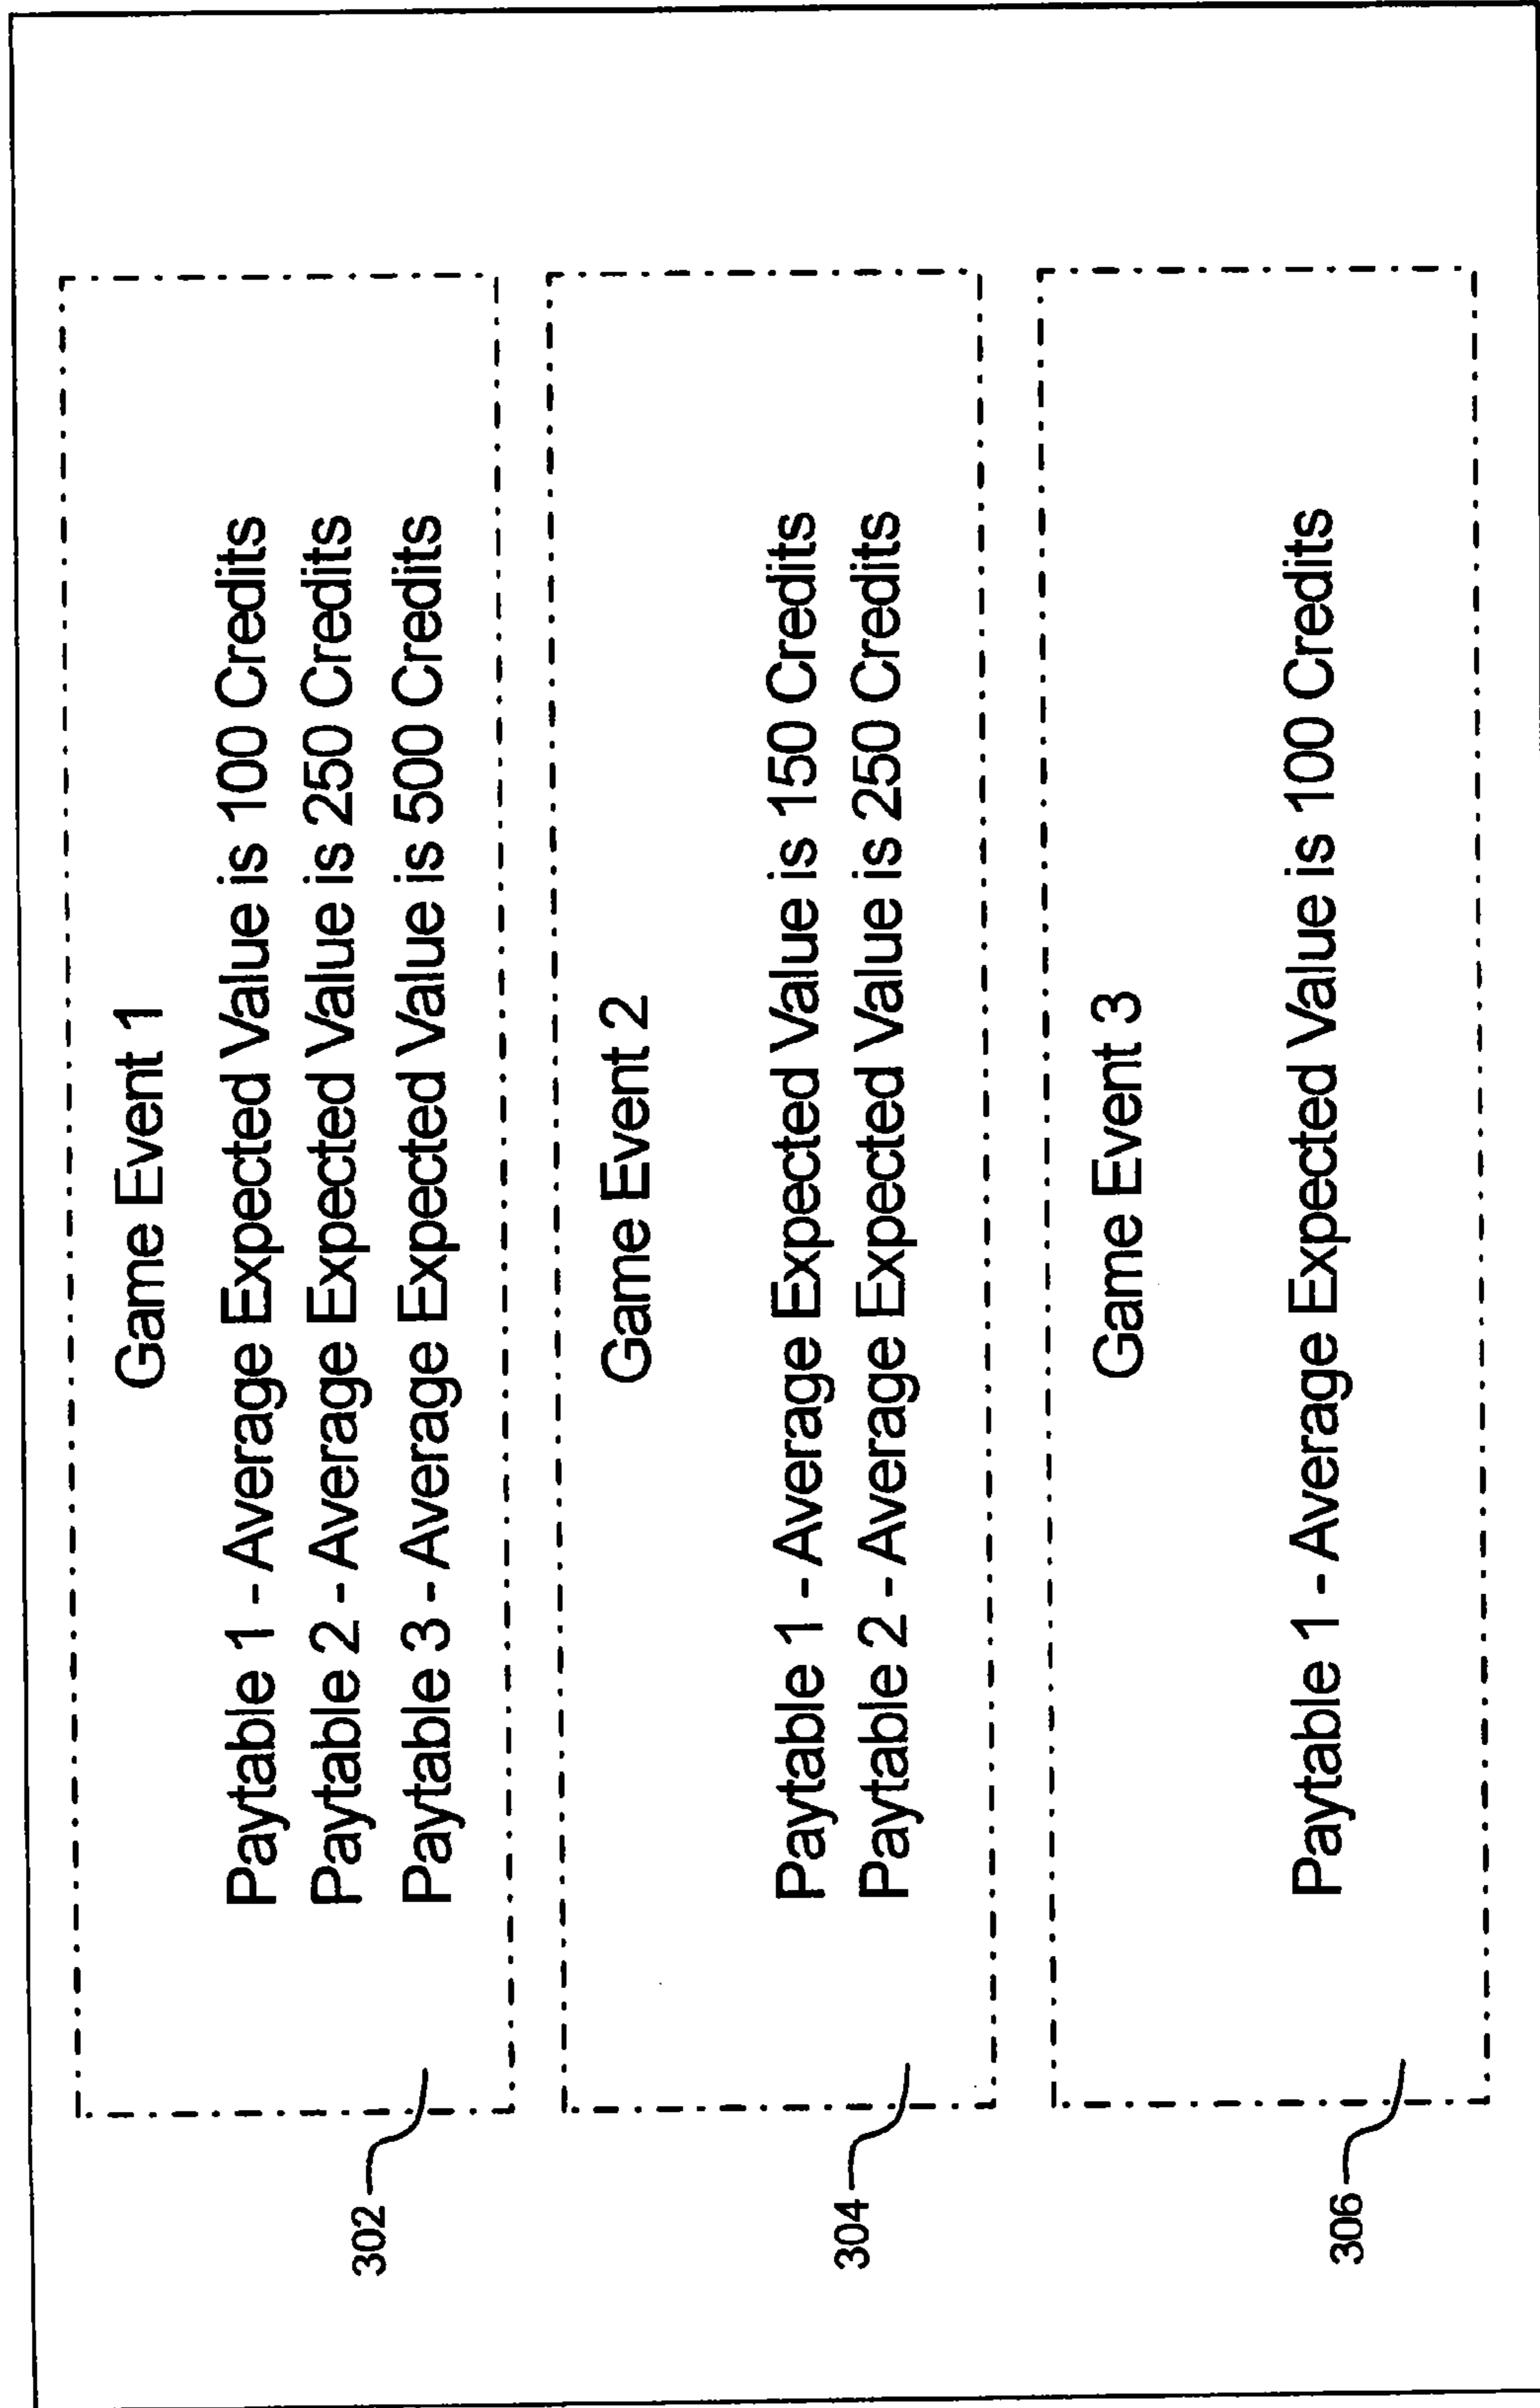 Game Event 1
Paytable 1 - Average Expected Value is 100 Credits
Paytable 2 - Average Expected Value is 250 Credits
Paytable 3 - Average Expected Value is 500 Credits
302
Game Event 2
Paytable 1 - Average Expected Value is 150 Credits
Paytable 2 - Average Expected Value is 250 Credits
304
Game Event 3
Paytable 1 - Average Expected Value is 100 Credits
306